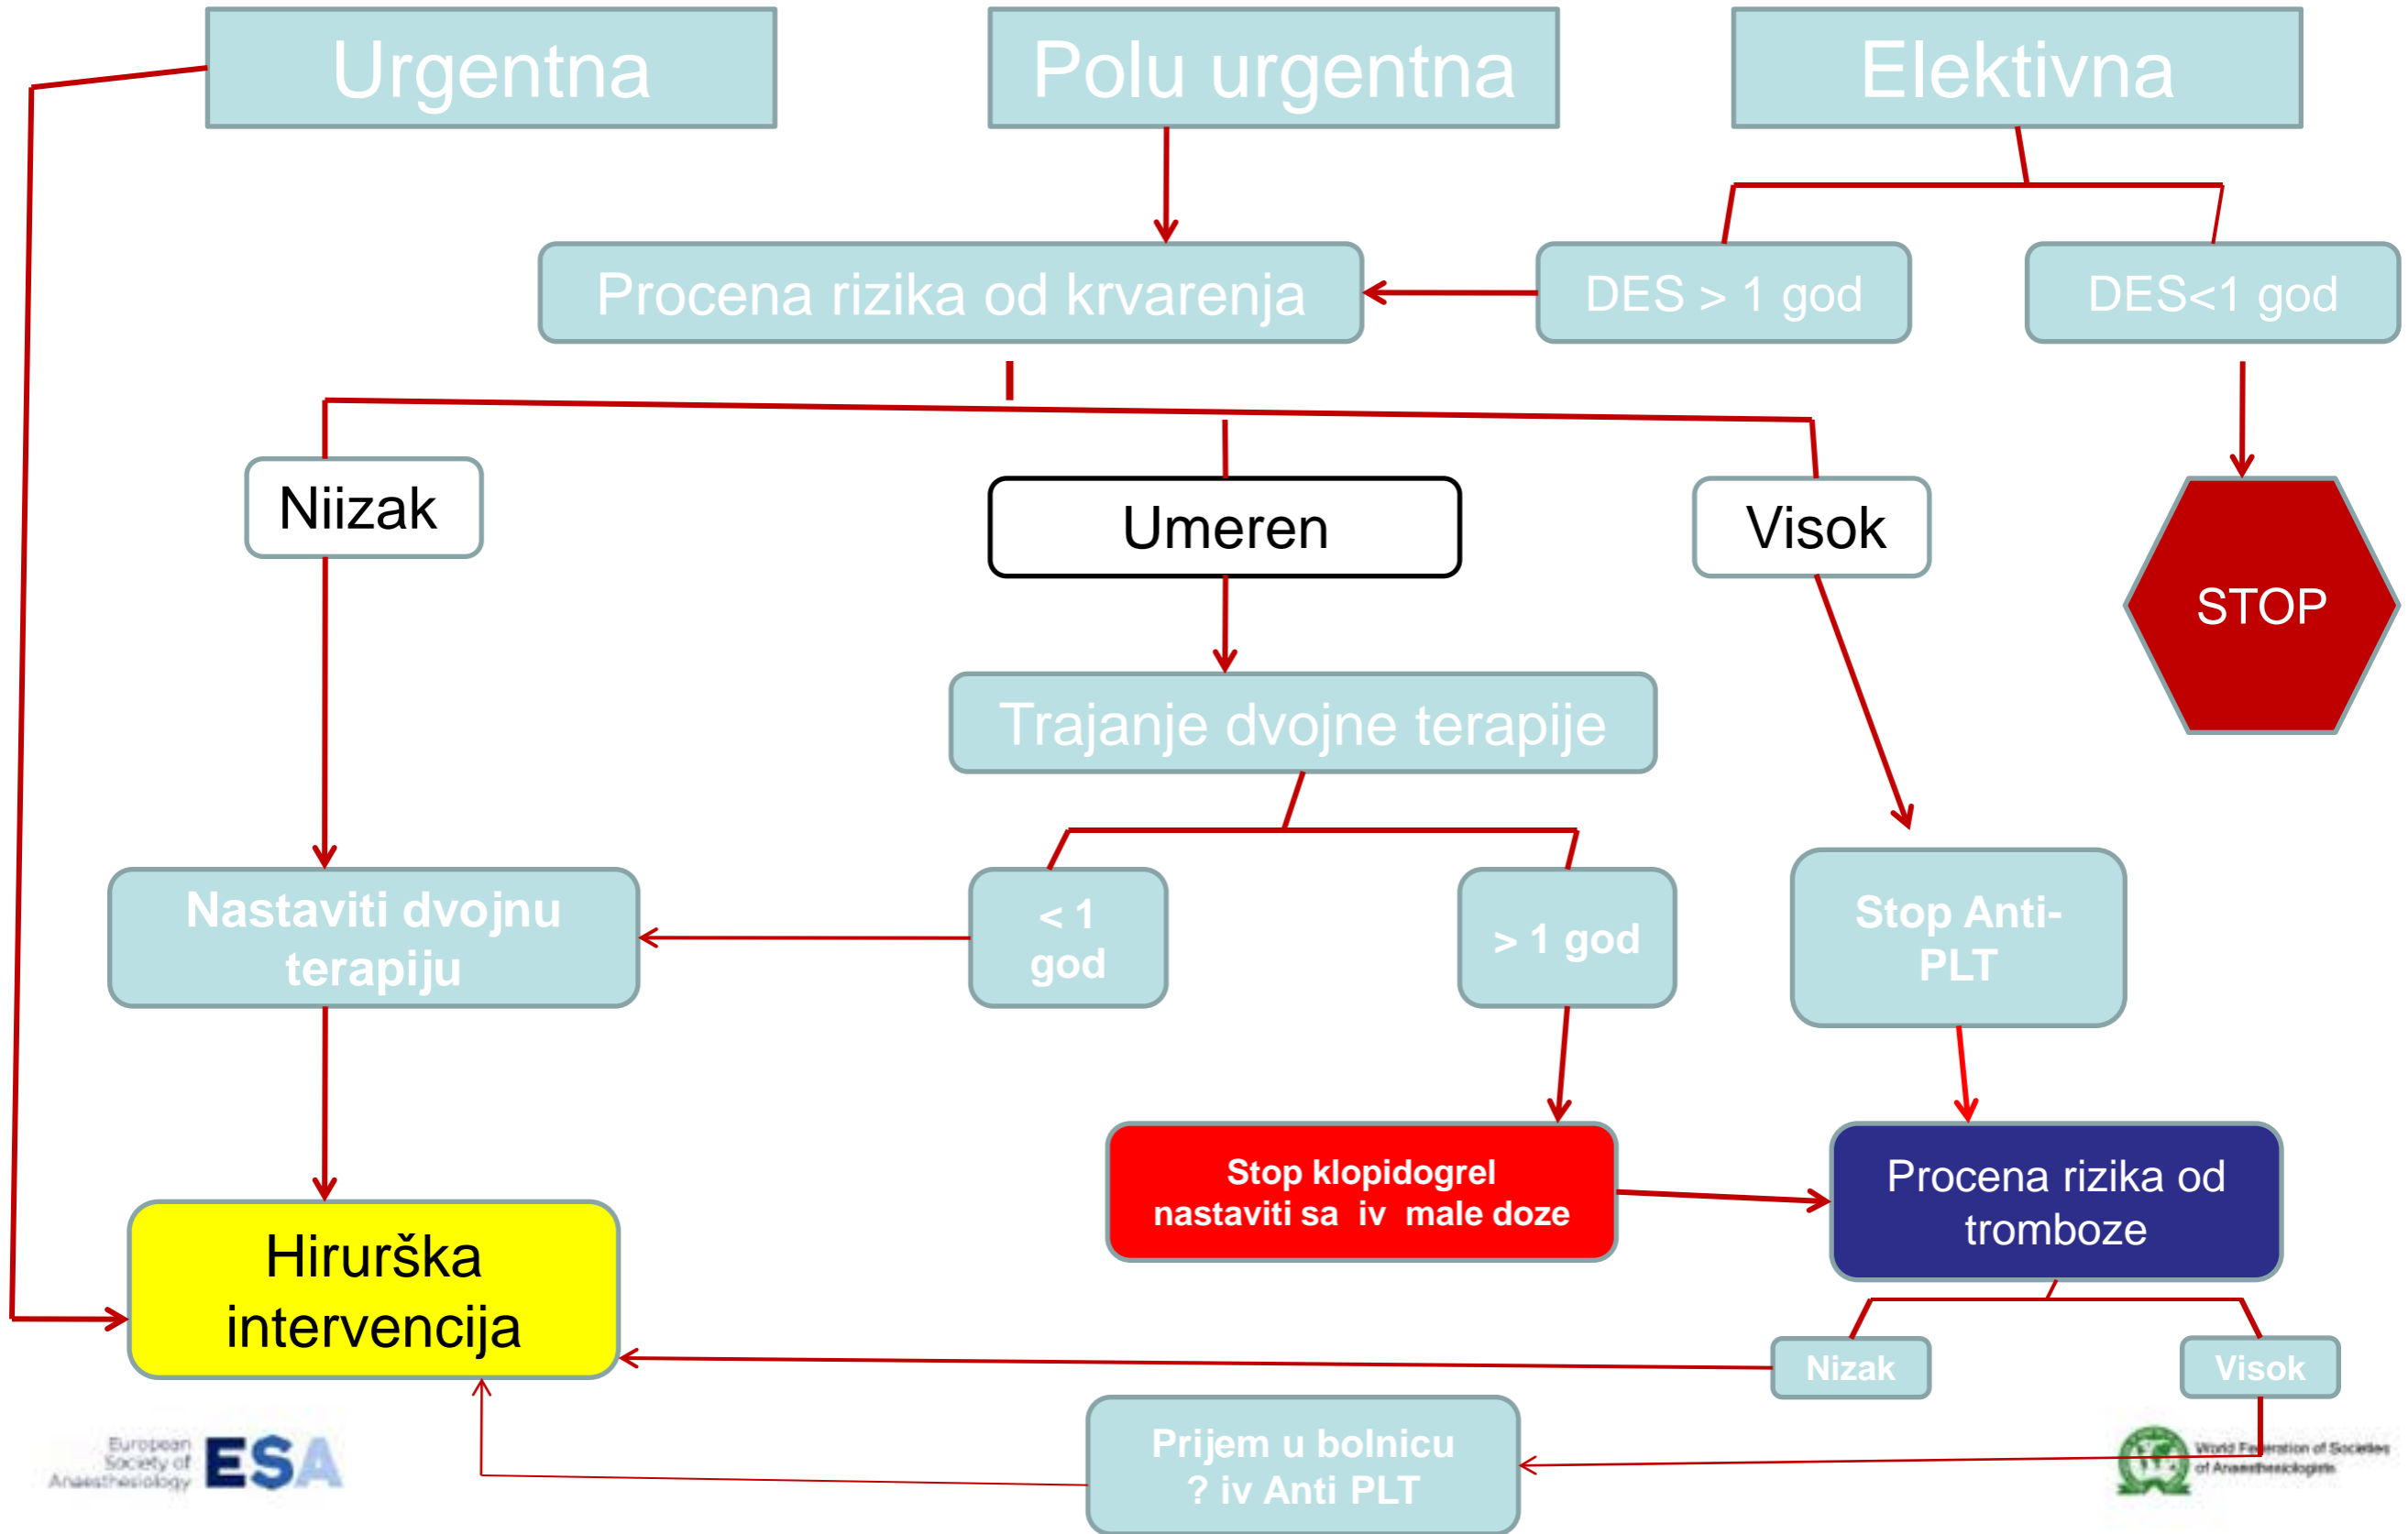 Urgentna
Polu urgentna
Elektivna
Procena rizika od krvarenja
DES > 1 god
DES<1 god
Niizak
Umeren
Visok
STOP
Trajanje dvojne terapije
Nastaviti dvojnu
terapiju
< 1
god
> 1 god
Stop Anti-
PLT
Stop klopidogrel
nastaviti sa iv male doze
Procena rizika od
tromboze
Hirurška
intervencija
Nizak
Visok
Prijem u bolnicu
? iv Anti PLT
European
Society of
Anaesthesiology
ESA
World Federation of Societies
of Anaesthesiologists